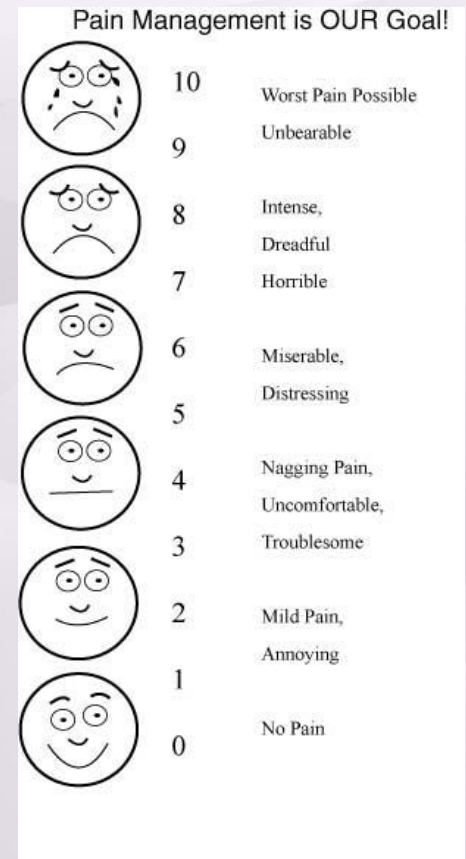 Pain Management is OUR Goal!
10
Worst Pain Possible
Unbearable
9
8
Intense,
Dreadful
7
Horrible
6
Miserable,
Distressing
5
4
Nagging Pain,
Uncomfortable,
3
Troublesome
2
Mild Pain,
Annoying
1
No Pain
0